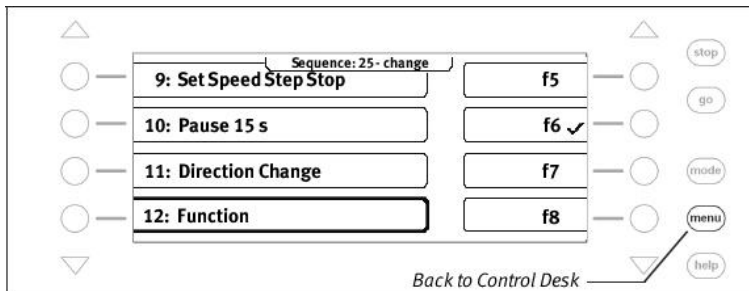 Sequence: 25 - change
9: Set Speed Step Stop
f5
10: Pause 15 s
f6
11: Direction Change
f7
12: Function
f8
stop
go
mode
menu
help
Back to Control Desk